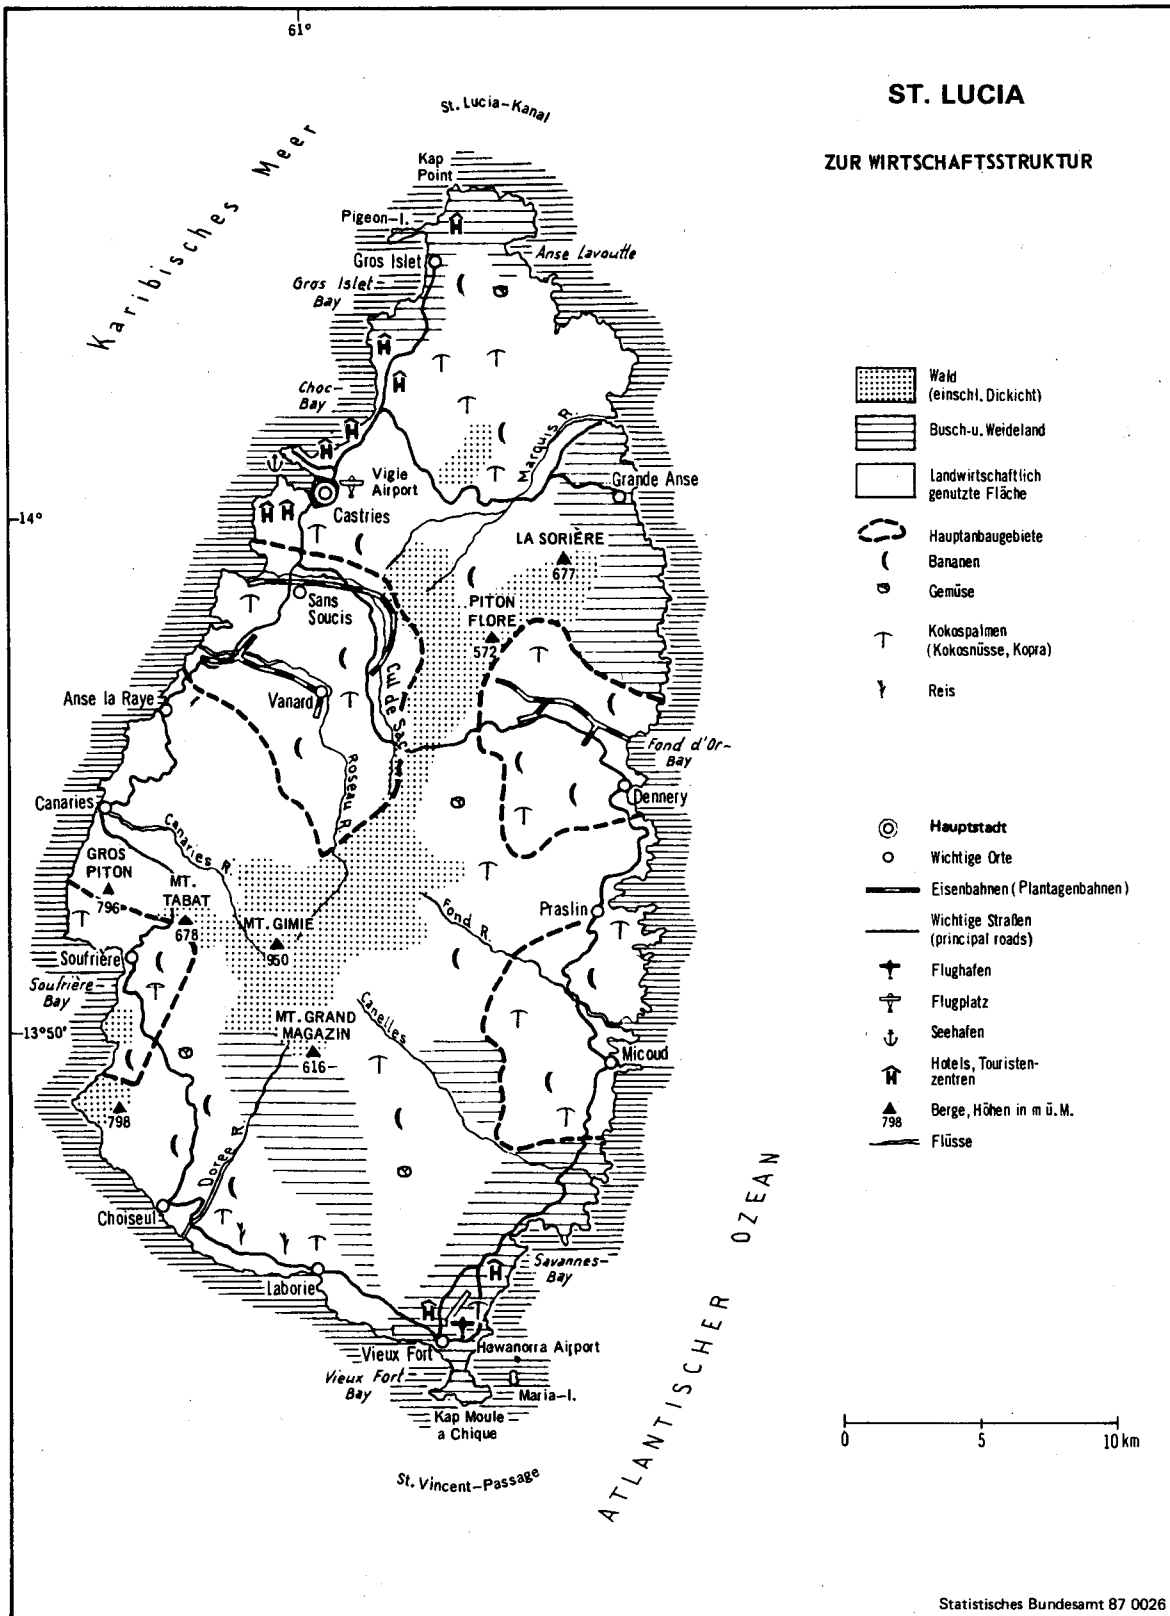 61°
ST. LUCIA
ZUR WIRTSCHAFTSSTRUKTUR
St. Lucia-Kanal
Karibisches Meer
Kap
Point
Pigeon-I.
Gros Islet
Anse Lavoutte
Gros Islet-
Bay
Choc-
Bay
Marquis R.
Vigie
Airport
Castries
Grande Anse
14°
LA SORIÈRE
677
PITON
FLORE
572
Sans
Soucis
Cul de Sac
Anse la Raye
Vanard
Roseau R.
Fond d'Or-
Bay
Dennery
Canaries
Canaries R.
GROS
PITON
796
MT.
TABAT
678
MT. GIMIE
950
Fond R.
Praslin
Soufrière
Soufrière-
Bay
13°50'
MT. GRAND
MAGAZIN
616
Canelles
Micoud
798
Dorée R.
Choiseul
Laborie
Savannes-
Bay
Vieux Fort
Hewanorra Airport
Vieux Fort-
Bay
Maria-I.
Kap Moule
a Chique
St. Vincent-Passage
ATLANTISCHER OZEAN
Wald
(einschl. Dickicht)
Busch-u. Weideland
Landwirtschaftlich
genutzte Fläche
Hauptanbaugebiete
Bananen
Gemüse
Kokospalmen
(Kokosnüsse, Kopra)
Reis
Hauptstadt
Wichtige Orte
Eisenbahnen (Plantagenbahnen)
Wichtige Straßen
(principal roads)
Flughafen
Flugplatz
Seehafen
Hotels, Touristen-
zentren
Berge, Höhen in m ü. M.
798
Flüsse
0 5 10 km
Statistisches Bundesamt 87 0026